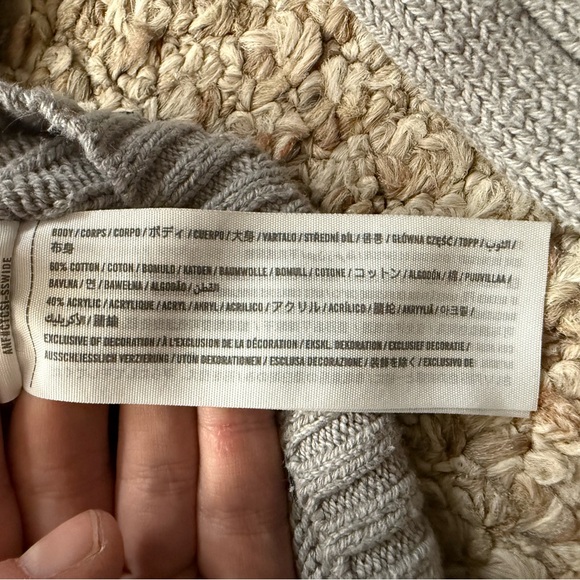 BODY / CORPS / CORPO / ボディ / CUERPO / 大身 / VARTALO / STŘEDNÍ DÍL / 몸통 / GŁÓWNA CZĘŚĆ / TOPP / الثوب /
布身
60% COTTON / COTON / BOMULD / KATOEN / BAUMWOLLE / BOMULL / COTONE / コットン / ALGODÓN / 棉 / PUUVILLAA /
BAVLNA / 면 / BAWEŁNA / ALGODÃO / القطن /
40% ACRYLIC / ACRYLIQUE / ACRYL / AKRYL / ACRILICO / アクリル / ACRÍLICO / 腈纶 / AKRYYLIÄ / 아크릴 /
الأكريليك / 腈綸
EXCLUSIVE OF DECORATION / À L'EXCLUSION DE LA DÉCORATION / EKSKL. DEKORATION / EXCLUSIEF DECORATIE /
AUSSCHLIESSLICH VERZIERUNG / UTOM DEKORATIONEN / ESCLUSA DECORAZIONE / 装飾を除く / EXCLUSIVO DE